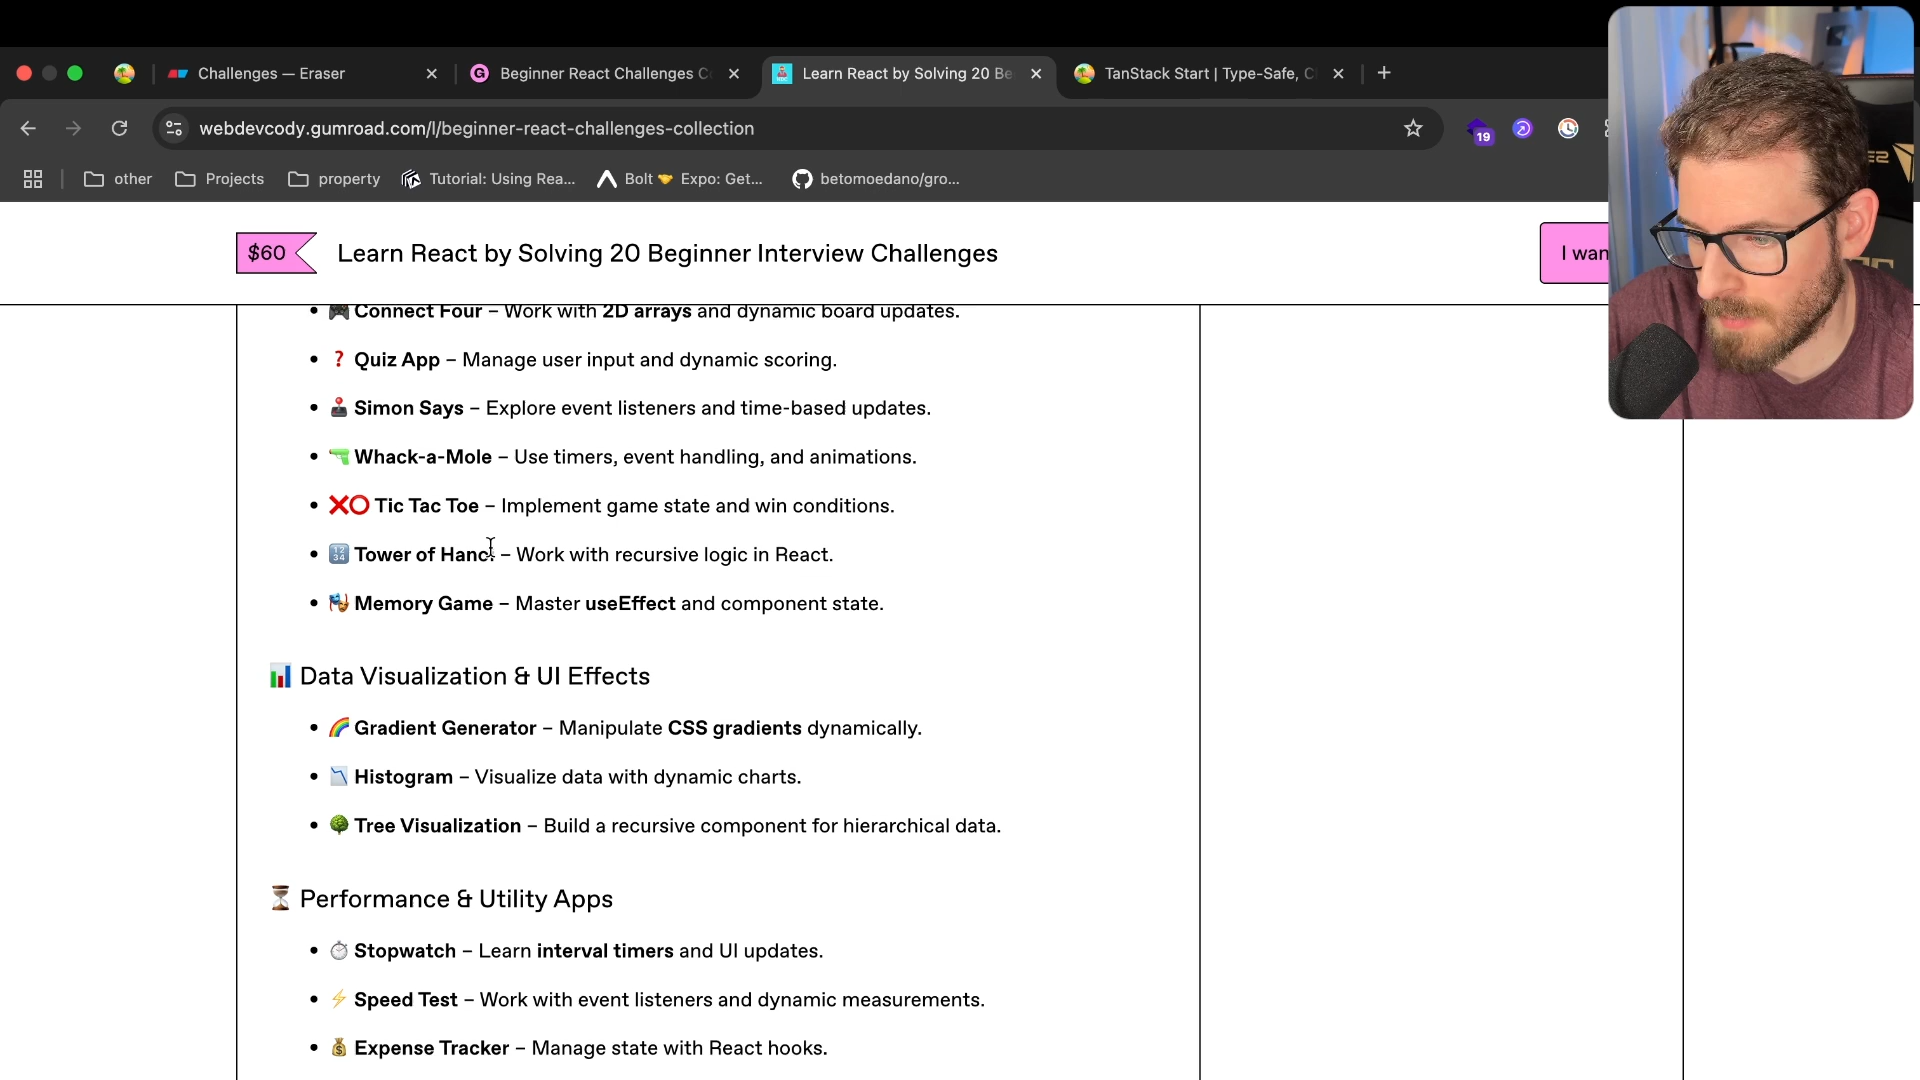 Challenges — Eraser
Beginner React Challenges C
Learn React by Solving 20 Be
TanStack Start | Type-Safe, C
webdevcody.gumroad.com/l/beginner-react-challenges-collection
19
other
Projects
property
Tutorial: Using Rea...
Bolt 🤝 Expo: Get...
betomoedano/gro...
$60
Learn React by Solving 20 Beginner Interview Challenges
I wan
• 🎮 Connect Four – Work with 2D arrays and dynamic board updates.
• ❓ Quiz App – Manage user input and dynamic scoring.
• 🕹️ Simon Says – Explore event listeners and time-based updates.
• 🔫 Whack-a-Mole – Use timers, event handling, and animations.
• ❌⭕ Tic Tac Toe – Implement game state and win conditions.
• 🔢 Tower of Hanoi – Work with recursive logic in React.
• 🎭 Memory Game – Master useEffect and component state.
📊 Data Visualization & UI Effects
• 🌈 Gradient Generator – Manipulate CSS gradients dynamically.
• 📉 Histogram – Visualize data with dynamic charts.
• 🌳 Tree Visualization – Build a recursive component for hierarchical data.
⏳ Performance & Utility Apps
• ⏱️ Stopwatch – Learn interval timers and UI updates.
• ⚡ Speed Test – Work with event listeners and dynamic measurements.
• 💰 Expense Tracker – Manage state with React hooks.